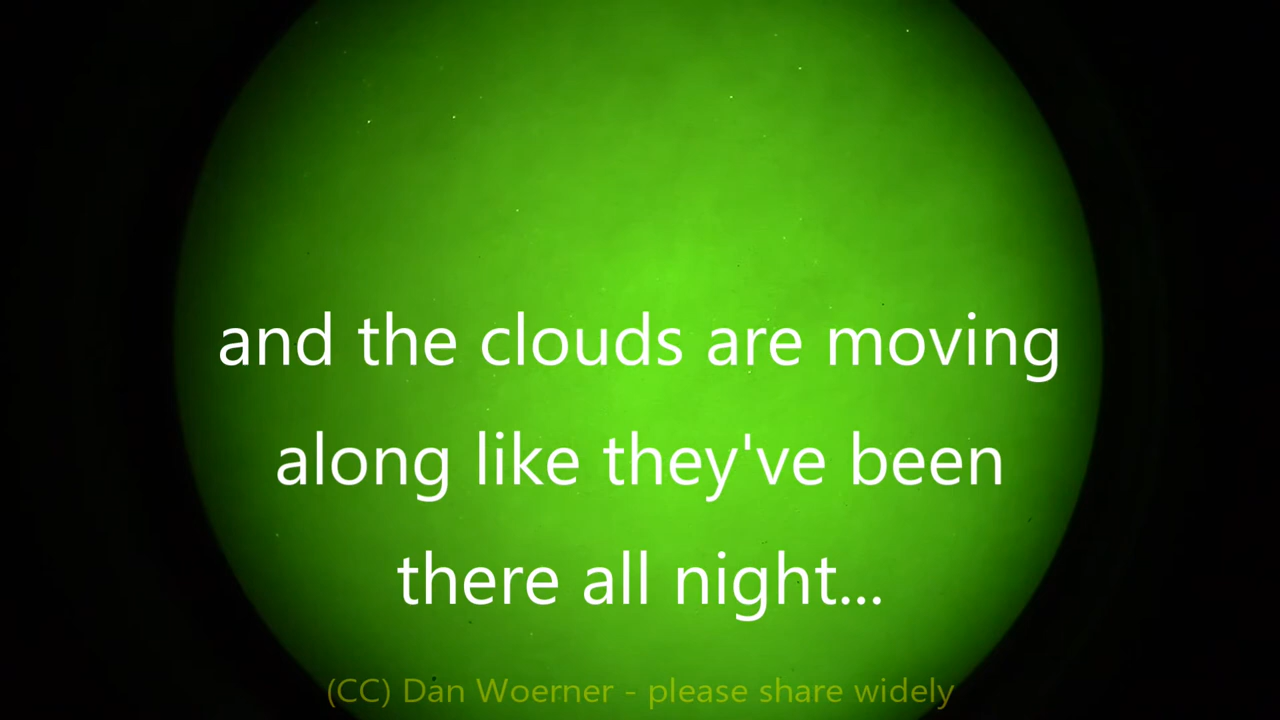 and the clouds are moving
along like they've been
there all night...
(CC) Dan Woerner - please share widely